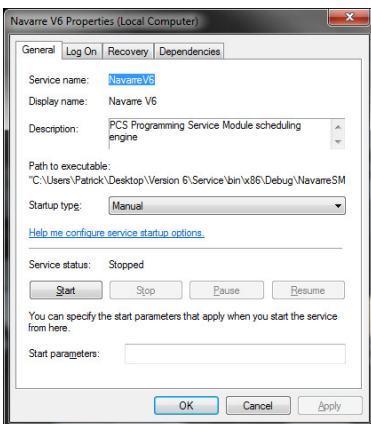 Navarre V6 Properties (Local Computer)
General Log On Recovery Dependencies
Service name: NavarreV6
Display name: Navarre V6
Description: PCS Programming Service Module scheduling
engine
Path to executable:
"C:\Users\Patrick\Desktop\Version 6\Service\bin\x86\Debug\NavarreSM
Startup type: Manual
Help me configure service startup options.
Service status: Stopped
Start Stop Pause Resume
You can specify the start parameters that apply when you start the service
from here.
Start parameters:
OK Cancel Apply